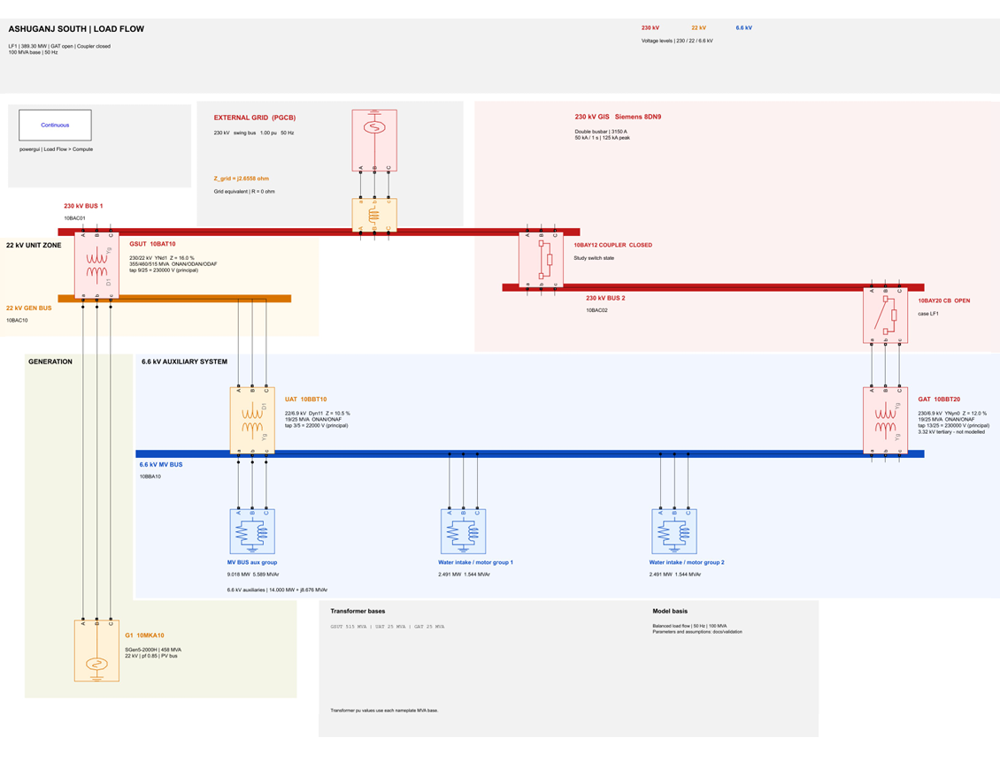 ASHUGANJ SOUTH | LOAD FLOW
LF1 | 389.30 MW | GAT open | Coupler closed
100 MVA base | 50 Hz
230 kV 22 kV 6.6 kV
Voltage levels | 230 / 22 / 6.6 kV
Continuous
powergui | Load Flow > Compute
EXTERNAL GRID (PGCB)
230 kV swing bus 1.00 pu 50 Hz
Z_grid = j2.6558 ohm
Grid equivalent | R = 0 ohm
A B C
a b c
A B C
230 kV GIS Siemens 8DN9
Double busbar | 3150 A
50 kA / 1 s | 125 kA peak
230 kV BUS 1
10BAC01
22 kV UNIT ZONE
A B C
Yg
D1
a b c
GSUT 10BAT10
230/22 kV YNd1 Z = 16.0 %
355/460/515 MVA ONAN/ODAN/ODAF
tap 9/25 = 230000 V (principal)
22 kV GEN BUS
10BAC10
A B C
a b c
10BAY12 COUPLER CLOSED
Study switch state
230 kV BUS 2
10BAC02
A B C
a b c
10BAY20 CB OPEN
case LF1
GENERATION
6.6 kV AUXILIARY SYSTEM
A B C
D1
Yg
a b c
UAT 10BBT10
22/6.9 kV Dyn11 Z = 10.5 %
19/25 MVA ONAN/ONAF
tap 3/5 = 22000 V (principal)
A B C
Yg
Yg
a b c
GAT 10BBT20
230/6.9 kV YNyn0 Z = 12.0 %
19/25 MVA ONAN/ONAF
tap 13/25 = 230000 V (principal)
3.32 kV tertiary - not modelled
6.6 kV MV BUS
10BBA10
A B C
MV BUS aux group
9.018 MW 5.589 MVAr
6.6 kV auxiliaries | 14.000 MW + j8.676 MVAr
A B C
Water intake / motor group 1
2.491 MW 1.544 MVAr
A B C
Water intake / motor group 2
2.491 MW 1.544 MVAr
A B C
G1 10MKA10
SGen5-2000H | 458 MVA
22 kV | pf 0.85 | PV bus
Transformer bases
GSUT 515 MVA | UAT 25 MVA | GAT 25 MVA
Transformer pu values use each nameplate MVA base.
Model basis
Balanced load flow | 50 Hz | 100 MVA
Parameters and assumptions: docs/validation